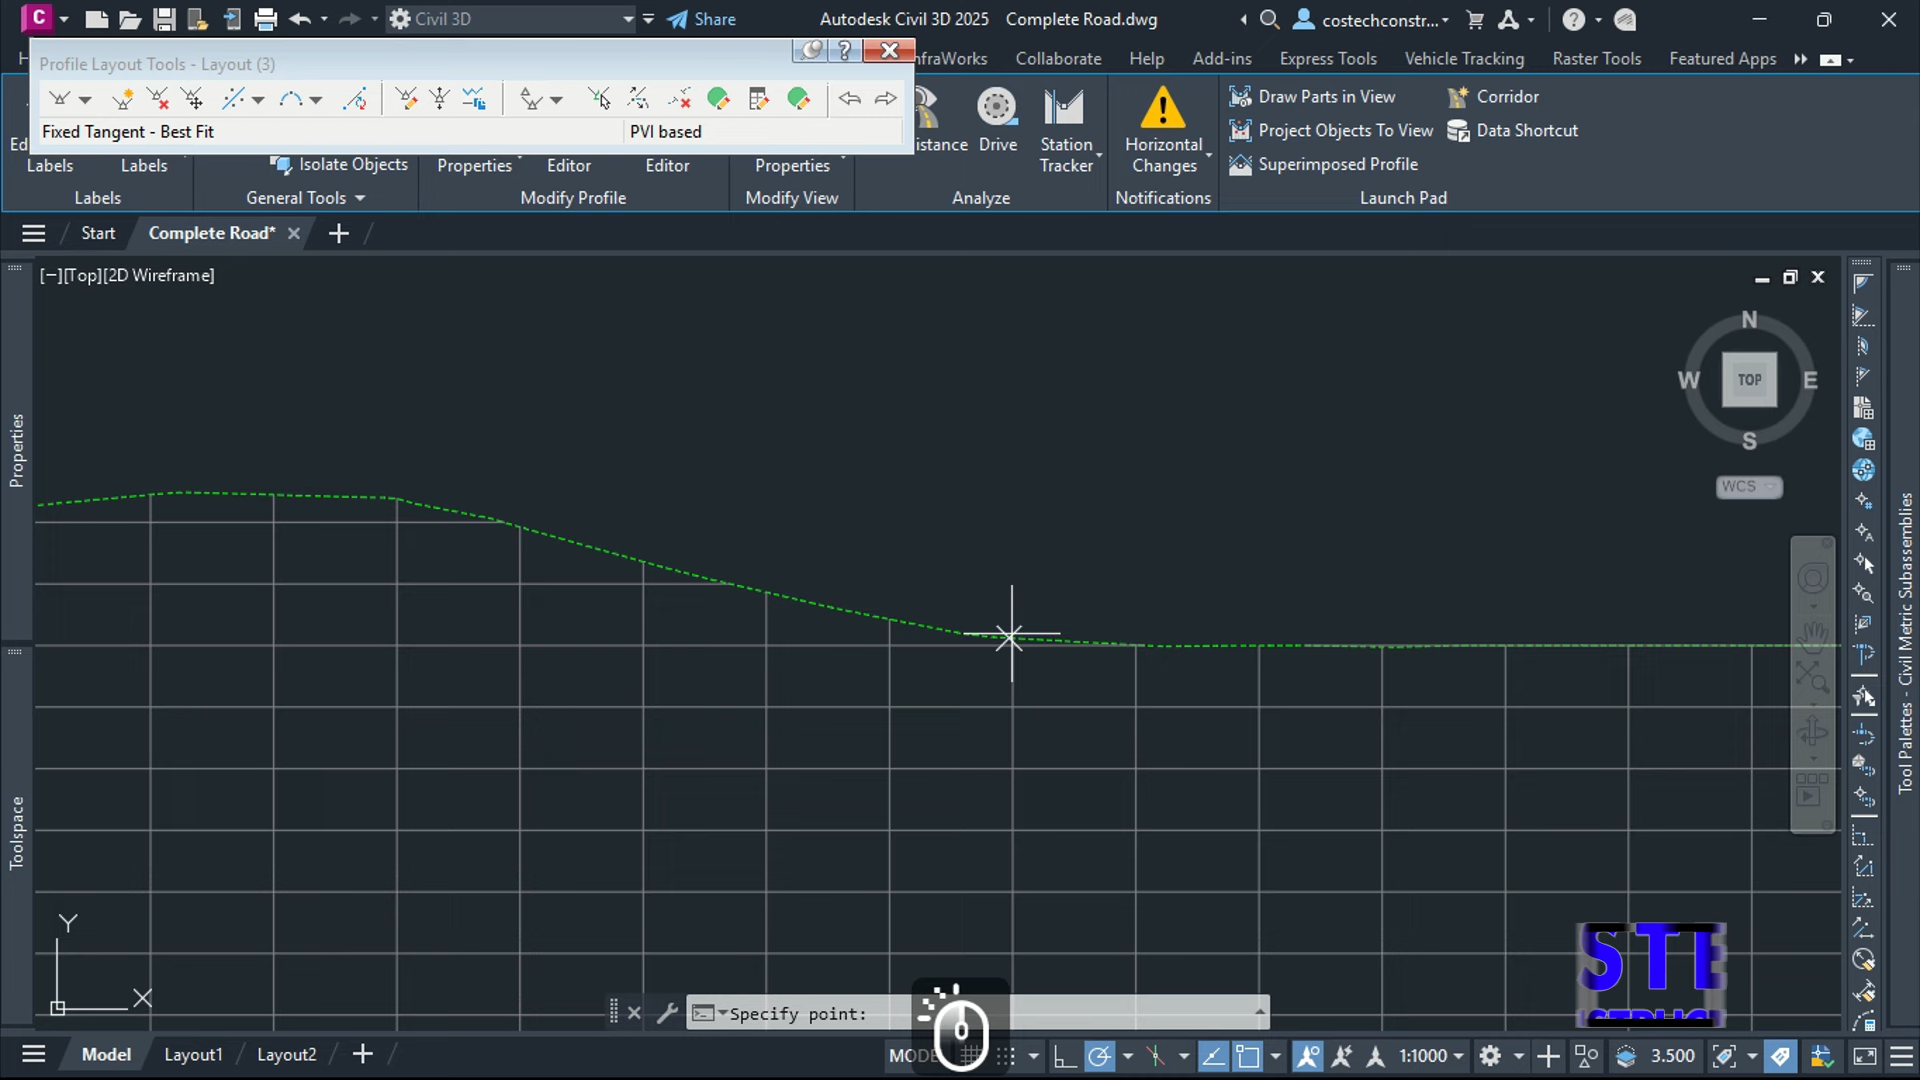 Civil 3D
Share
Autodesk Civil 3D 2025
Complete Road.dwg
costechconstr...
InfraWorks
Collaborate
Help
Add-ins
Express Tools
Vehicle Tracking
Raster Tools
Featured Apps
Profile Layout Tools - Layout (3)
Fixed Tangent - Best Fit
PVI based
Labels
Labels
Isolate Objects
Properties
Editor
Editor
Properties
Drive
Station
Tracker
Horizontal
Changes
Draw Parts in View
Project Objects To View
Superimposed Profile
Corridor
Data Shortcut
Labels
General Tools
Modify Profile
Modify View
Analyze
Notifications
Launch Pad
Start
Complete Road*
[−][Top][2D Wireframe]
N
W
TOP
E
S
WCS
Properties
Toolspace
Tool Palettes - Civil Metric Subassemblies
Y
X
STE
Specify point:
Model
Layout1
Layout2
1:1000
3.500